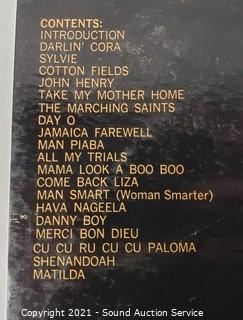 CONTENTS:
INTRODUCTION
DARLIN' CORA
SYLVIE
COTTON FIELDS
JOHN HENRY
TAKE MY MOTHER HOME
THE MARCHING SAINTS
DAY O
JAMAICA FAREWELL
MAN PIABA
ALL MY TRIALS
MAMA LOOK A BOO BOO
COME BACK LIZA
MAN SMART (Woman Smarter)
HAVA NAGEELA
DANNY BOY
MERCI BON DIEU
CU CU RU CU CU PALOMA
SHENANDOAH
MATILDA
Copyright 2021 - Sound Auction Service